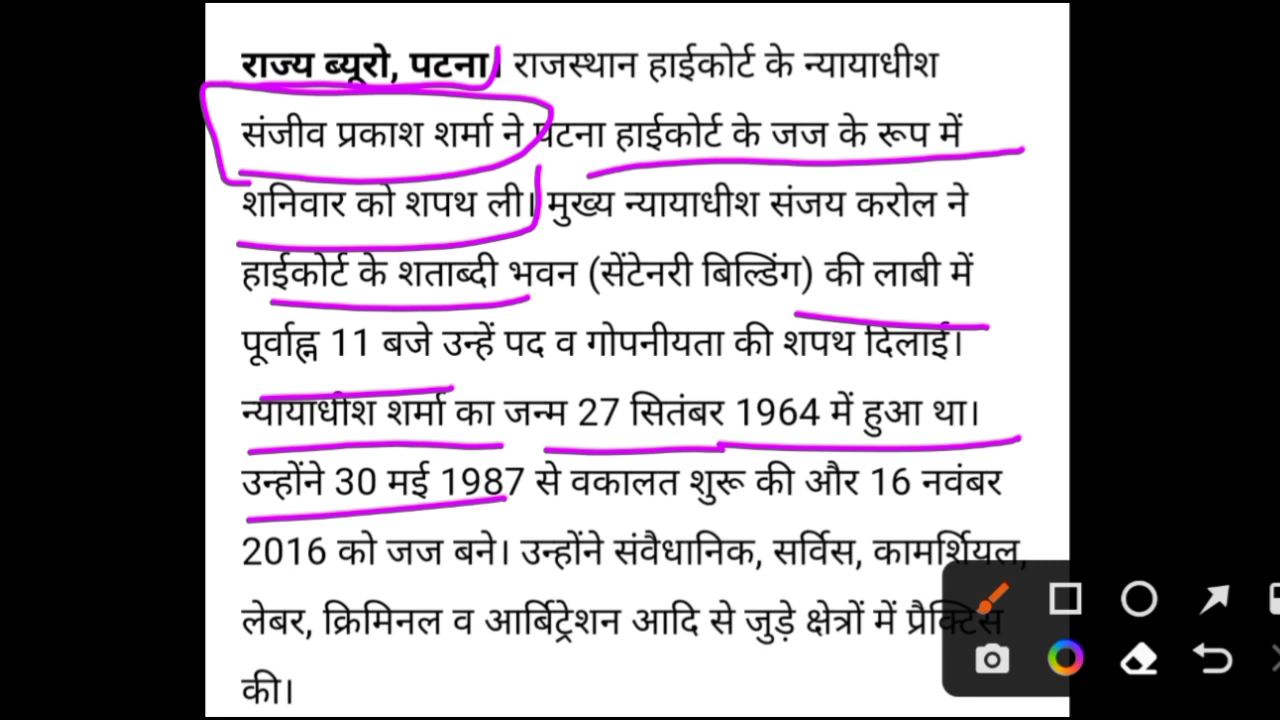 राज्य ब्यूरो, पटना। राजस्थान हाईकोर्ट के न्यायाधीश
संजीव प्रकाश शर्मा ने पटना हाईकोर्ट के जज के रूप में
शनिवार को शपथ ली। मुख्य न्यायाधीश संजय करोल ने
हाईकोर्ट के शताब्दी भवन (सेंटेनरी बिल्डिंग) की लाबी में
पूर्वाह्न 11 बजे उन्हें पद व गोपनीयता की शपथ दिलाई।
न्यायाधीश शर्मा का जन्म 27 सितंबर 1964 में हुआ था।
उन्होंने 30 मई 1987 से वकालत शुरू की और 16 नवंबर
2016 को जज बने। उन्होंने संवैधानिक, सर्विस, कामर्शियल,
लेबर, क्रिमिनल व आर्बिट्रेशन आदि से जुड़े क्षेत्रों में प्रैक्टिस
की।